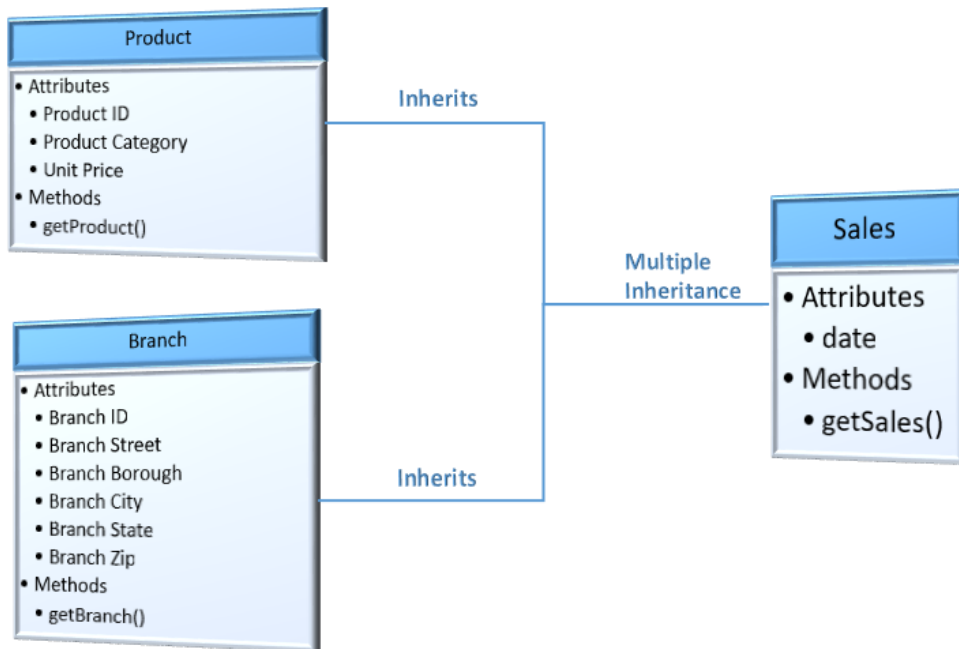 Product
• Attributes
• Product ID
• Product Category
• Unit Price
• Methods
• getProduct()
Inherits
Branch
• Attributes
• Branch ID
• Branch Street
• Branch Borough
• Branch City
• Branch State
• Branch Zip
• Methods
• getBranch()
Inherits
Multiple
Inheritance
Sales
• Attributes
• date
• Methods
• getSales()